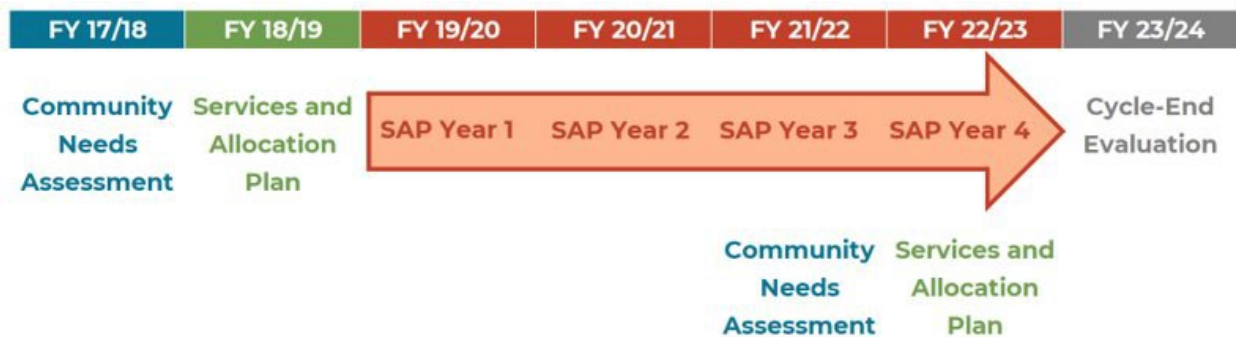 FY 17/18 FY 18/19 FY 19/20 FY 20/21 FY 21/22 FY 22/23 FY 23/24
Community
Needs
Assessment
Services and
Allocation
Plan
SAP Year 1 SAP Year 2 SAP Year 3 SAP Year 4
Cycle-End
Evaluation
Community
Needs
Assessment
Services and
Allocation
Plan